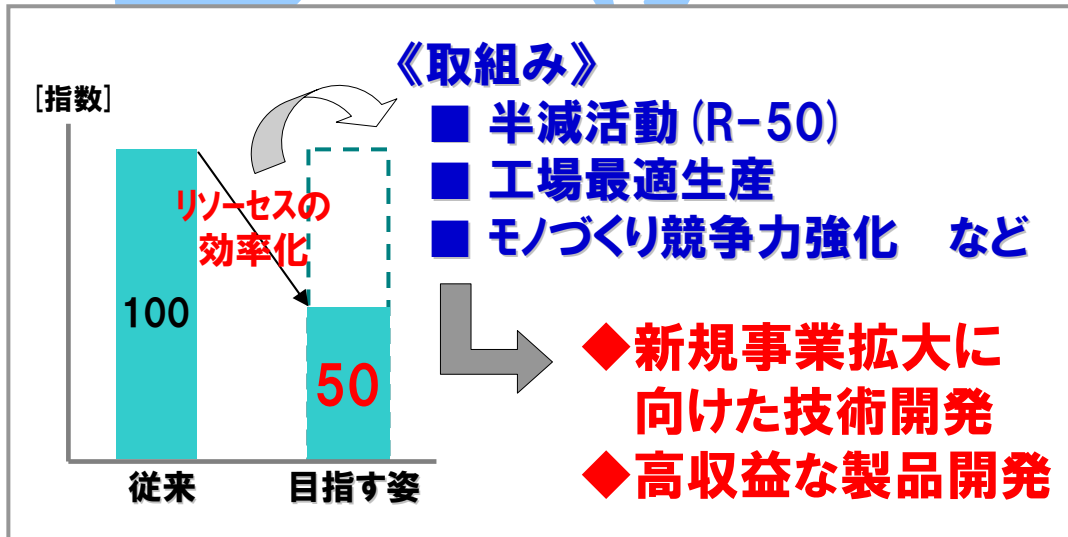 [指数]
100
リソーセスの
効率化
50
従来
目指す姿
《取組み》
■ 半減活動(R-50)
■ 工場最適生産
■ モノづくり競争力強化　など
◆新規事業拡大に
向けた技術開発
◆高収益な製品開発